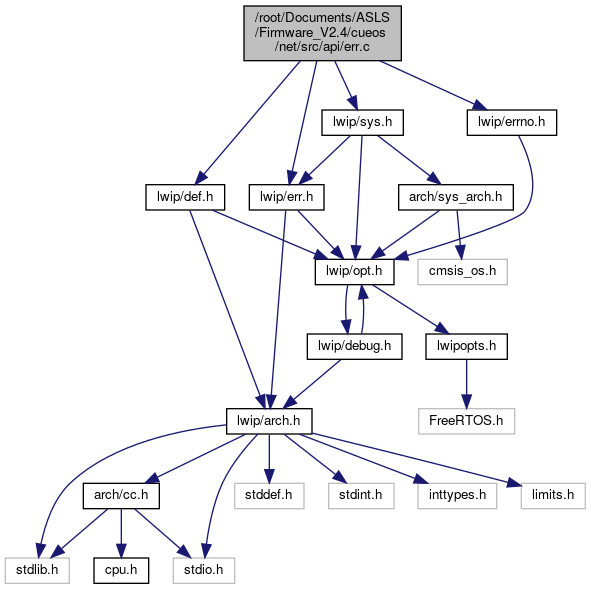 /root/Documents/ASLS
/Firmware_V2.4/cueos
/net/src/api/err.c
lwip/sys.h
lwip/errno.h
lwip/def.h
lwip/err.h
arch/sys_arch.h
lwip/opt.h
cmsis_os.h
lwip/debug.h
lwipopts.h
lwip/arch.h
FreeRTOS.h
arch/cc.h
stddef.h
stdint.h
inttypes.h
limits.h
stdlib.h
cpu.h
stdio.h